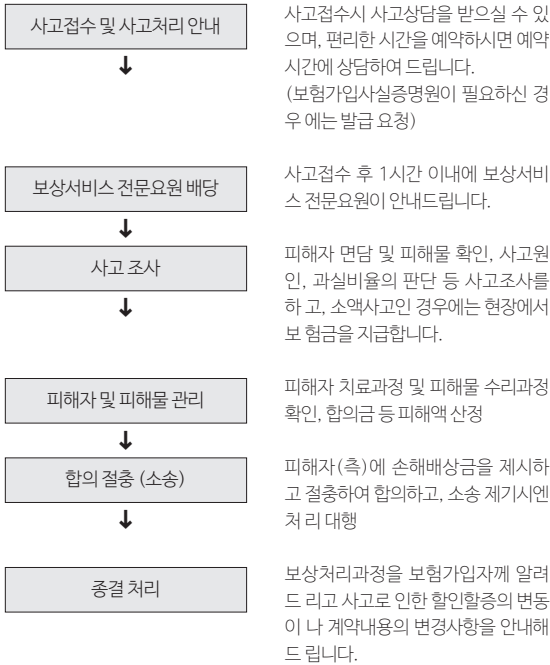 사고접수 및 사고처리 안내
사고접수시 사고상담을 받으실 수 있
으며, 편리한 시간을 예약하시면 예약
시간에 상담하여 드립니다.
(보험가입사실증명원이 필요하신 경
우 에는 발급 요청)
보상서비스 전문요원 배당
사고접수 후 1시간 이내에 보상서비
스 전문요원이 안내드립니다.
사고 조사
피해자 면담 및 피해물 확인, 사고원
인, 과실비율의 판단 등 사고조사를
하 고, 소액사고인 경우에는 현장에서
보 험금을 지급합니다.
피해자 및 피해물 관리
피해자 치료과정 및 피해물 수리과정
확인, 합의금 등 피해액 산정
합의 절충 (소송)
피해자(측)에 손해배상금을 제시하
고 절충하여 합의하고, 소송 제기시엔
처 리 대행
종결 처리
보상처리과정을 보험가입자께 알려
드 리고 사고로 인한 할인할증의 변동
이 나 계약내용의 변경사항을 안내해
드 립니다.